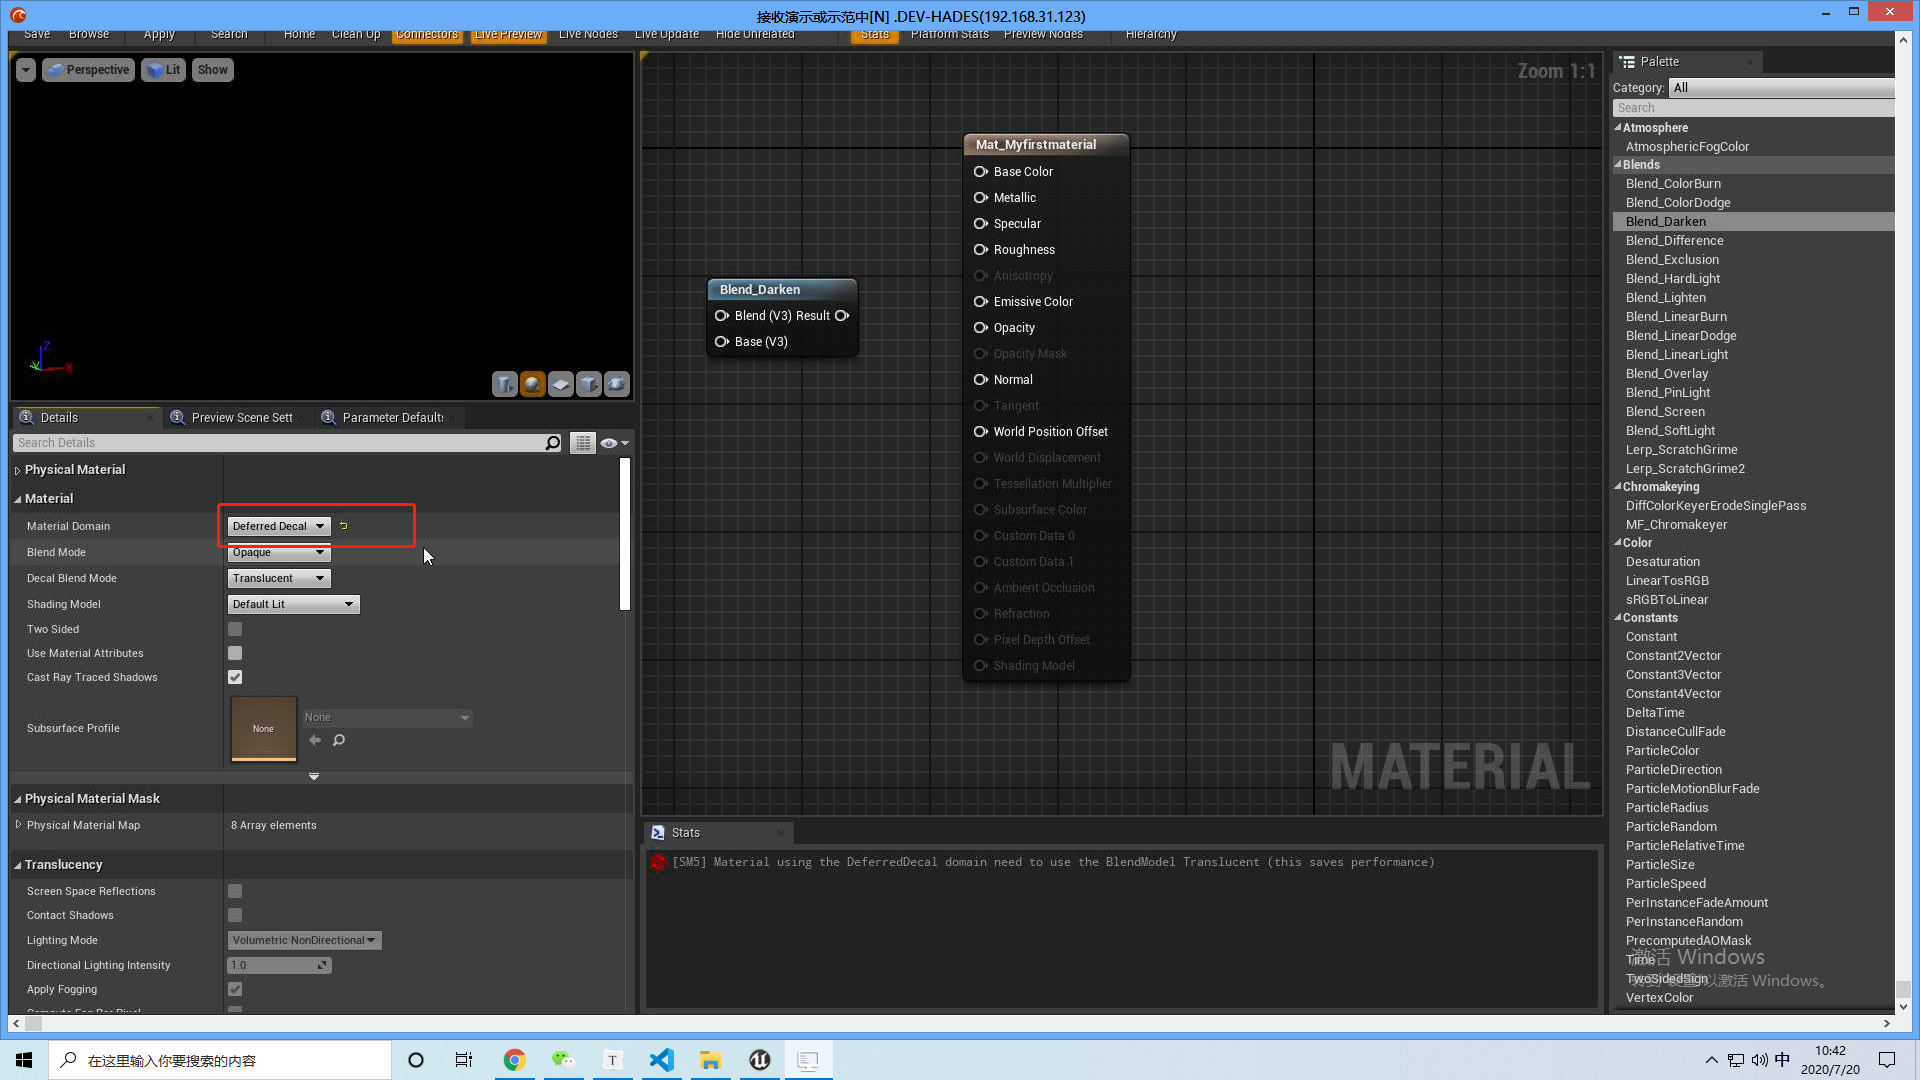 接收演示或示范中[N] .DEV-HADES(192.168.31.123)
Save Browse Apply Search Home Clean Up Connectors Live Preview Live Nodes Live Update Hide Unrelated Stats Platform Stats Preview Nodes Hierarchy
Perspective Lit Show
Zoom 1:1
Mat_Myfirstmaterial
Base Color
Metallic
Specular
Roughness
Anisotropy
Emissive Color
Opacity
Opacity Mask
Normal
Tangent
World Position Offset
World Displacement
Tessellation Multiplier
Subsurface Color
Custom Data 0
Custom Data 1
Ambient Occlusion
Refraction
Pixel Depth Offset
Shading Model
Blend_Darken
Blend (V3) Result
Base (V3)
MATERIAL
Z
X
Y
Details Preview Scene Sett Parameter Default
Search Details
Physical Material
Material
Material Domain Deferred Decal
Blend Mode Opaque
Decal Blend Mode Translucent
Shading Model Default Lit
Two Sided
Use Material Attributes
Cast Ray Traced Shadows
Subsurface Profile None None
Physical Material Mask
Physical Material Map 8 Array elements
Translucency
Screen Space Reflections
Contact Shadows
Lighting Mode Volumetric NonDirectional
Directional Lighting Intensity 1.0
Apply Fogging
Stats
[SM5] Material using the DeferredDecal domain need to use the BlendModel Translucent (this saves performance)
Palette
Category: All
Search
Atmosphere
AtmosphericFogColor
Blends
Blend_ColorBurn
Blend_ColorDodge
Blend_Darken
Blend_Difference
Blend_Exclusion
Blend_HardLight
Blend_Lighten
Blend_LinearBurn
Blend_LinearDodge
Blend_LinearLight
Blend_Overlay
Blend_PinLight
Blend_Screen
Blend_SoftLight
Lerp_ScratchGrime
Lerp_ScratchGrime2
Chromakeying
DiffColorKeyerErodeSinglePass
MF_Chromakeyer
Color
Desaturation
LinearTosRGB
sRGBToLinear
Constants
Constant
Constant2Vector
Constant3Vector
Constant4Vector
DeltaTime
DistanceCullFade
ParticleColor
ParticleDirection
ParticleMotionBlurFade
ParticleRadius
ParticleRandom
ParticleRelativeTime
ParticleSize
ParticleSpeed
PerInstanceFadeAmount
PerInstanceRandom
PrecomputedAOMask
Time
TwoSidedSign
VertexColor
激活 Windows
转到"设置"以激活 Windows。
在这里输入你要搜索的内容
T
中
10:42
2020/7/20